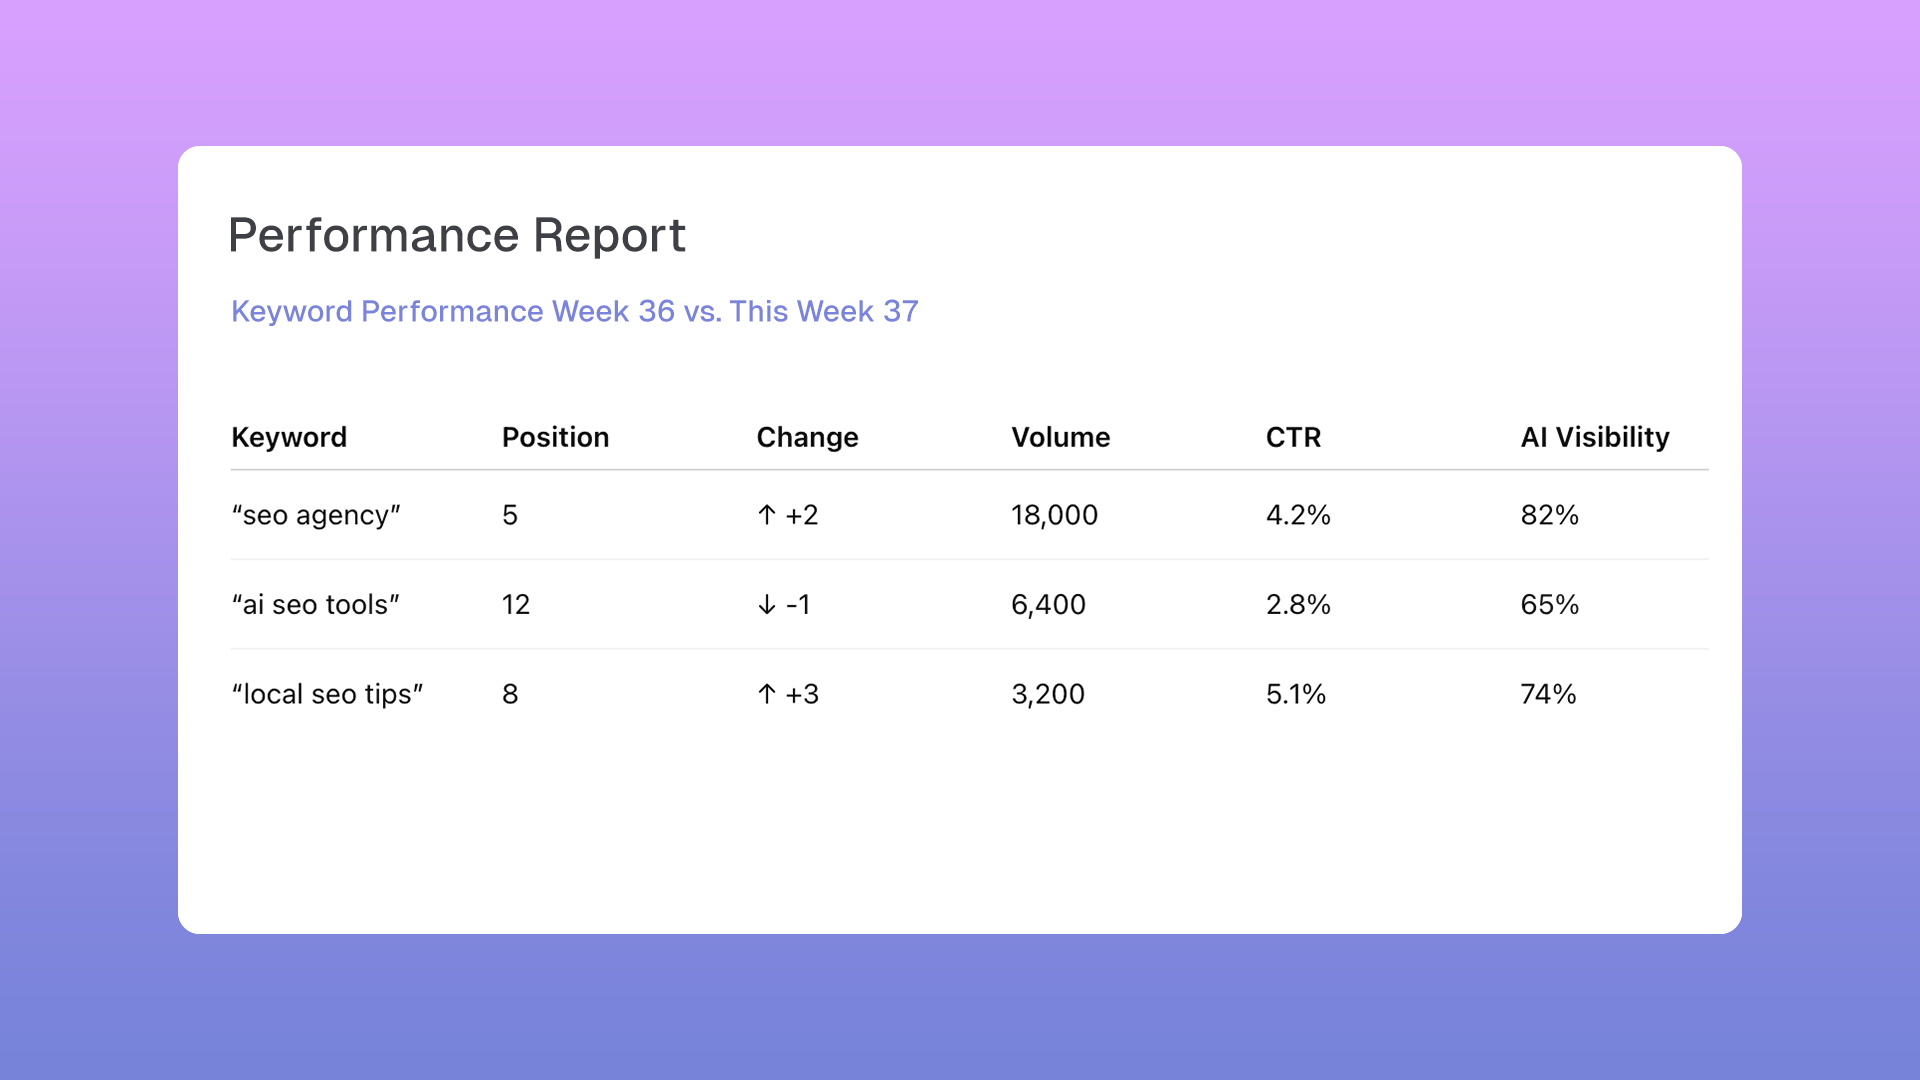 Performance Report
Keyword Performance Week 36 vs. This Week 37
Keyword Position Change Volume CTR AI Visibility
“seo agency” 5 ↑ +2 18,000 4.2% 82%
“ai seo tools” 12 ↓ -1 6,400 2.8% 65%
“local seo tips” 8 ↑ +3 3,200 5.1% 74%